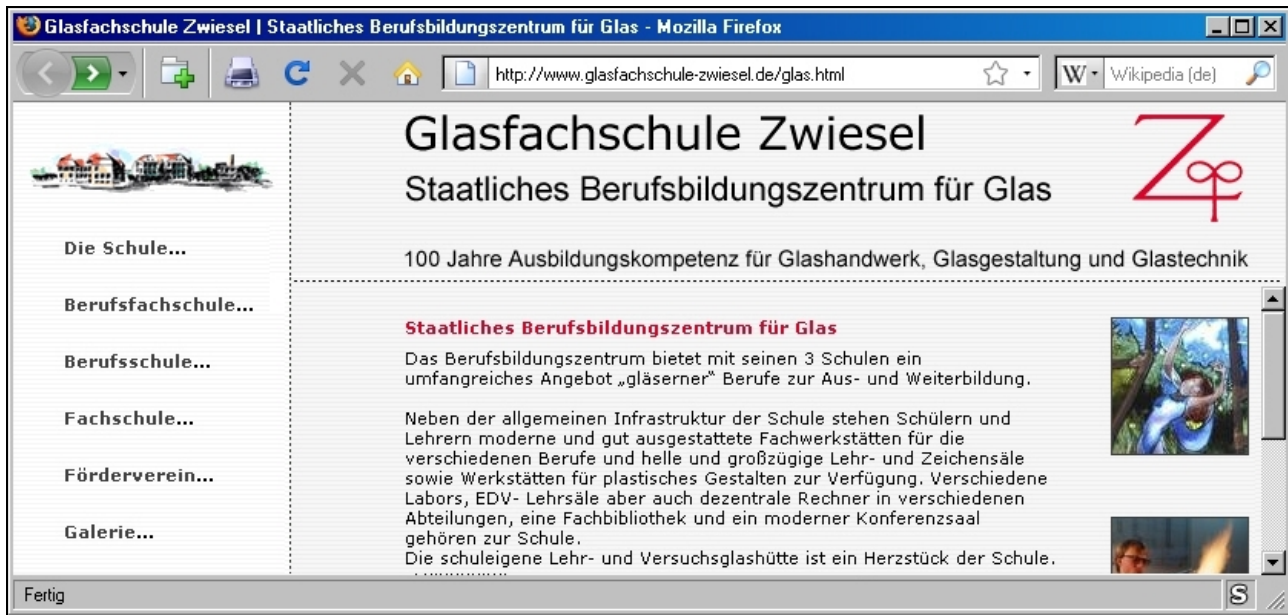 Glasfachschule Zwiesel | Staatliches Berufsbildungszentrum für Glas - Mozilla Firefox
http://www.glasfachschule-zwiesel.de/glas.html
W
Wikipedia (de)
Glasfachschule Zwiesel
Staatliches Berufsbildungszentrum für Glas
100 Jahre Ausbildungskompetenz für Glashandwerk, Glasgestaltung und Glastechnik
Die Schule...
Berufsfachschule...
Berufsschule...
Fachschule...
Förderverein...
Galerie...
Staatliches Berufsbildungszentrum für Glas
Das Berufsbildungszentrum bietet mit seinen 3 Schulen ein
umfangreiches Angebot „gläserner“ Berufe zur Aus- und Weiterbildung.
Neben der allgemeinen Infrastruktur der Schule stehen Schülern und
Lehrern moderne und gut ausgestattete Fachwerkstätten für die
verschiedenen Berufe und helle und großzügige Lehr- und Zeichensäle
sowie Werkstätten für plastisches Gestalten zur Verfügung. Verschiedene
Labors, EDV- Lehrsäle aber auch dezentrale Rechner in verschiedenen
Abteilungen, eine Fachbibliothek und ein moderner Konferenzsaal
gehören zur Schule.
Die schuleigene Lehr- und Versuchsglashütte ist ein Herzstück der Schule.
Fertig
S